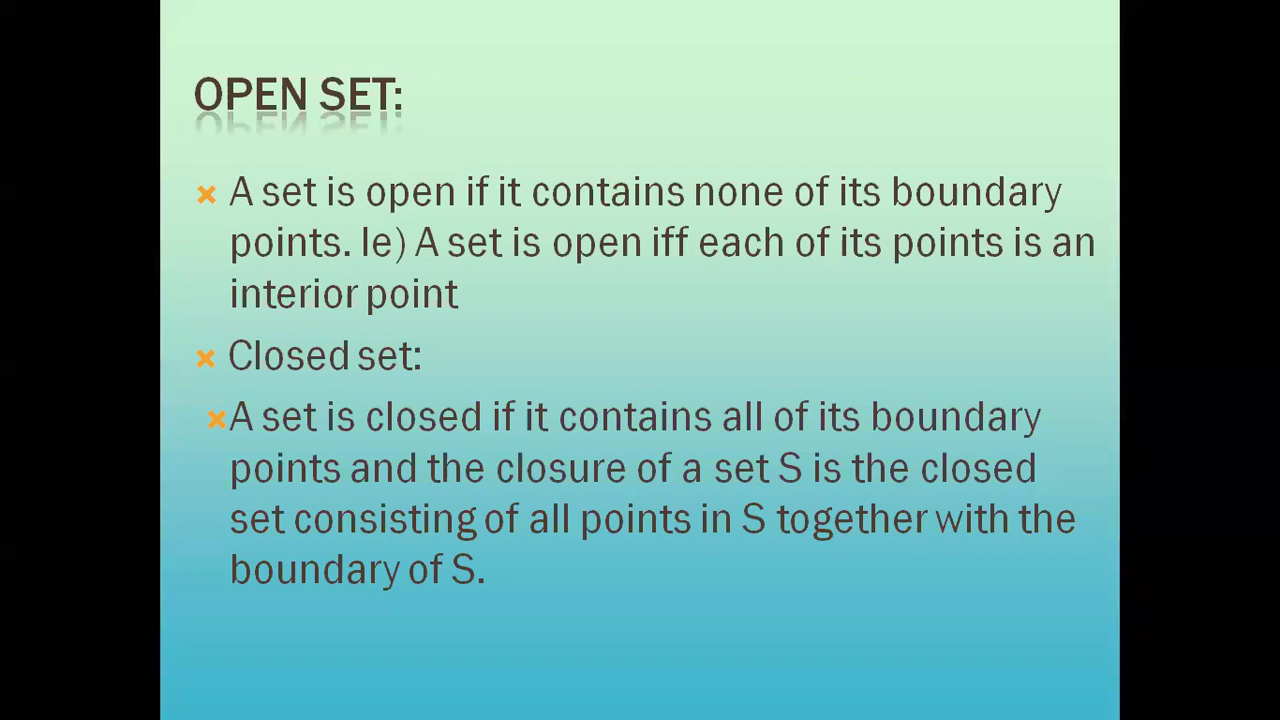 OPEN SET:
A set is open if it contains none of its boundary
points. Ie) A set is open iff each of its points is an
interior point
Closed set:
A set is closed if it contains all of its boundary
points and the closure of a set S is the closed
set consisting of all points in S together with the
boundary of S.